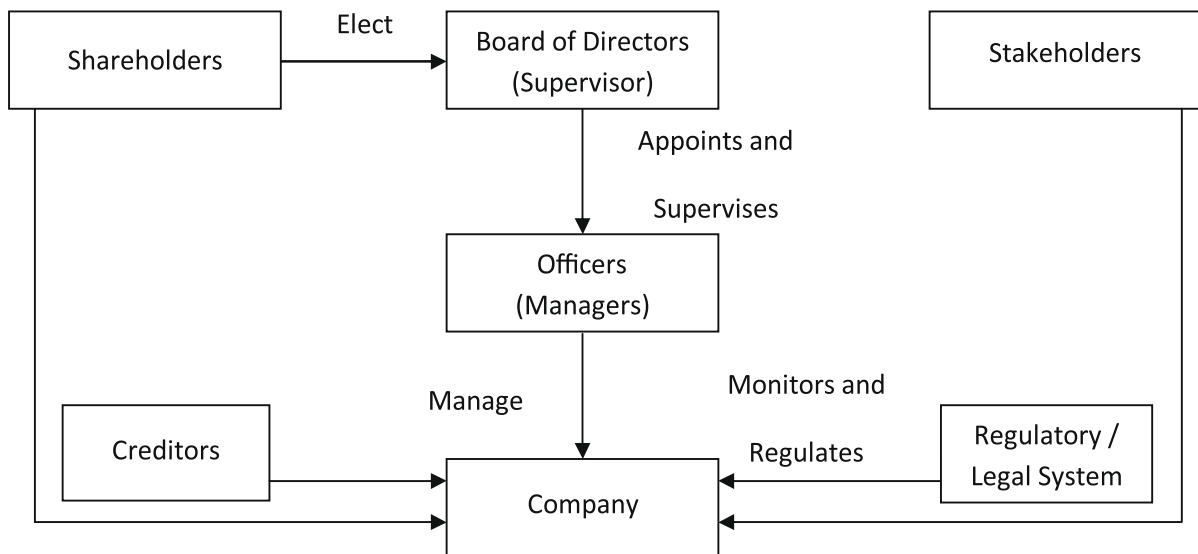 Elect
Shareholders
Board of Directors
(Supervisor)
Stakeholders
Appoints and
Supervises
Officers
(Managers)
Manage
Monitors and
Regulates
Creditors
Regulatory /
Legal System
Company